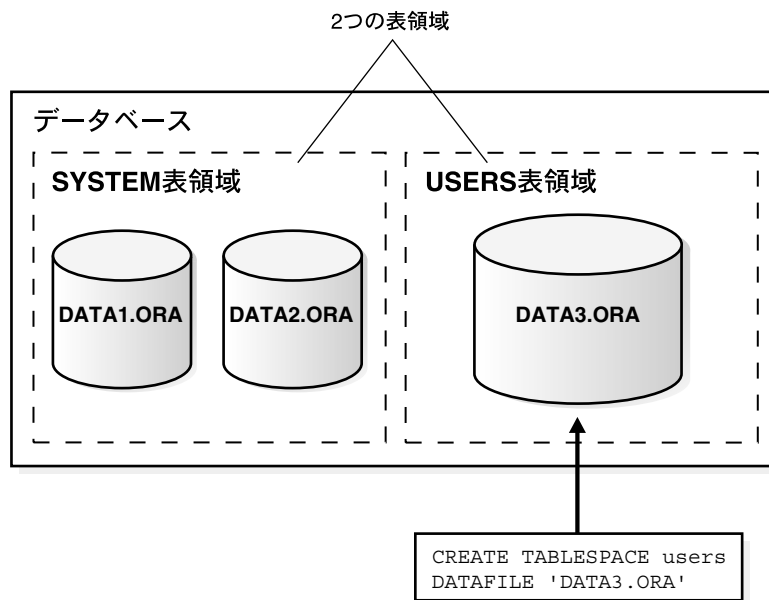 2つの表領域
データベース
SYSTEM表領域
USERS表領域
DATA1.ORA
DATA2.ORA
DATA3.ORA
CREATE TABLESPACE users
DATAFILE 'DATA3.ORA'